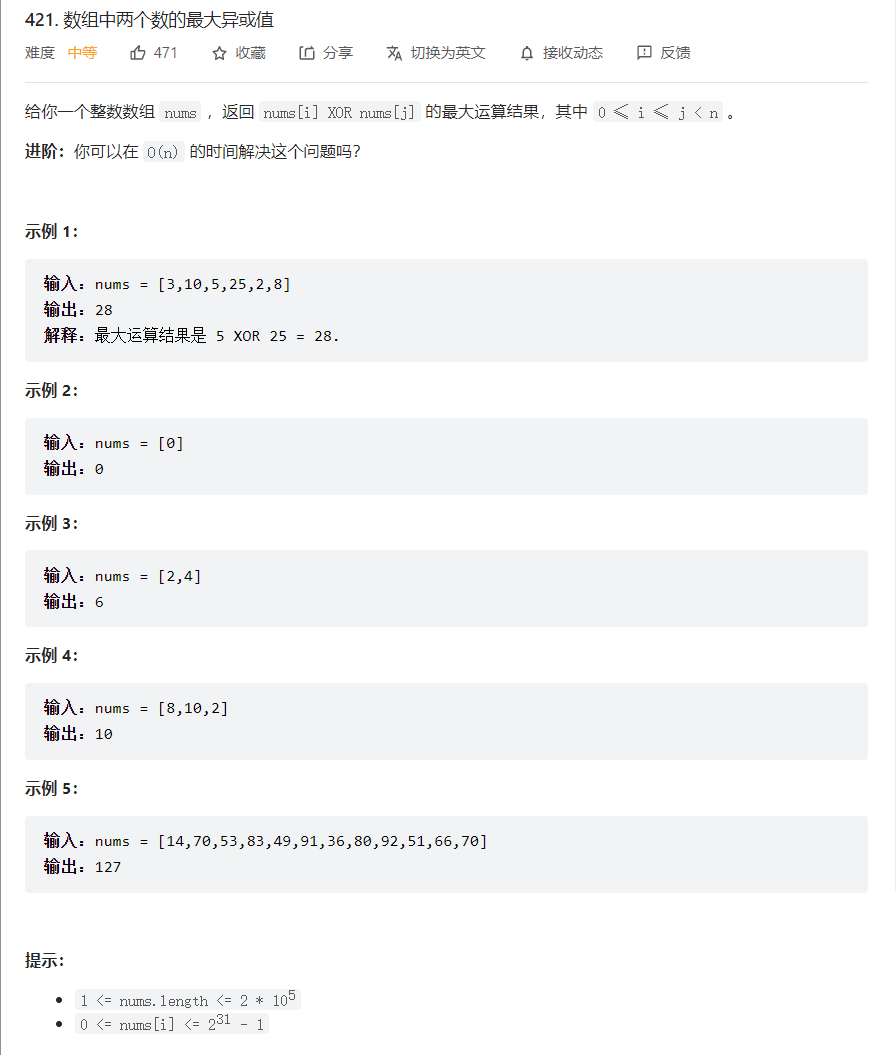 421. 数组中两个数的最大异或值
难度 中等 471 收藏 分享 切换为英文 接收动态 反馈
给你一个整数数组 nums ，返回 nums[i] XOR nums[j] 的最大运算结果，其中 0 ≤ i ≤ j < n 。
进阶：你可以在 O(n) 的时间解决这个问题吗？
示例 1：
输入：nums = [3,10,5,25,2,8]
输出：28
解释：最大运算结果是 5 XOR 25 = 28.
示例 2：
输入：nums = [0]
输出：0
示例 3：
输入：nums = [2,4]
输出：6
示例 4：
输入：nums = [8,10,2]
输出：10
示例 5：
输入：nums = [14,70,53,83,49,91,36,80,92,51,66,70]
输出：127
提示：
• 1 <= nums.length <= 2 * 10⁵
• 0 <= nums[i] <= 2³¹ - 1